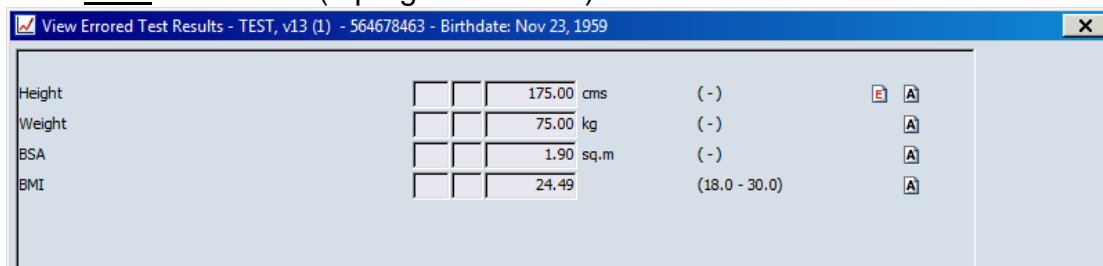 View Errored Test Results - TEST, v13 (1) - 564678463 - Birthdate: Nov 23, 1959
Height 175.00 cms (-) E A
Weight 75.00 kg (-) A
BSA 1.90 sq.m (-) A
BMI 24.49 (18.0 - 30.0) A